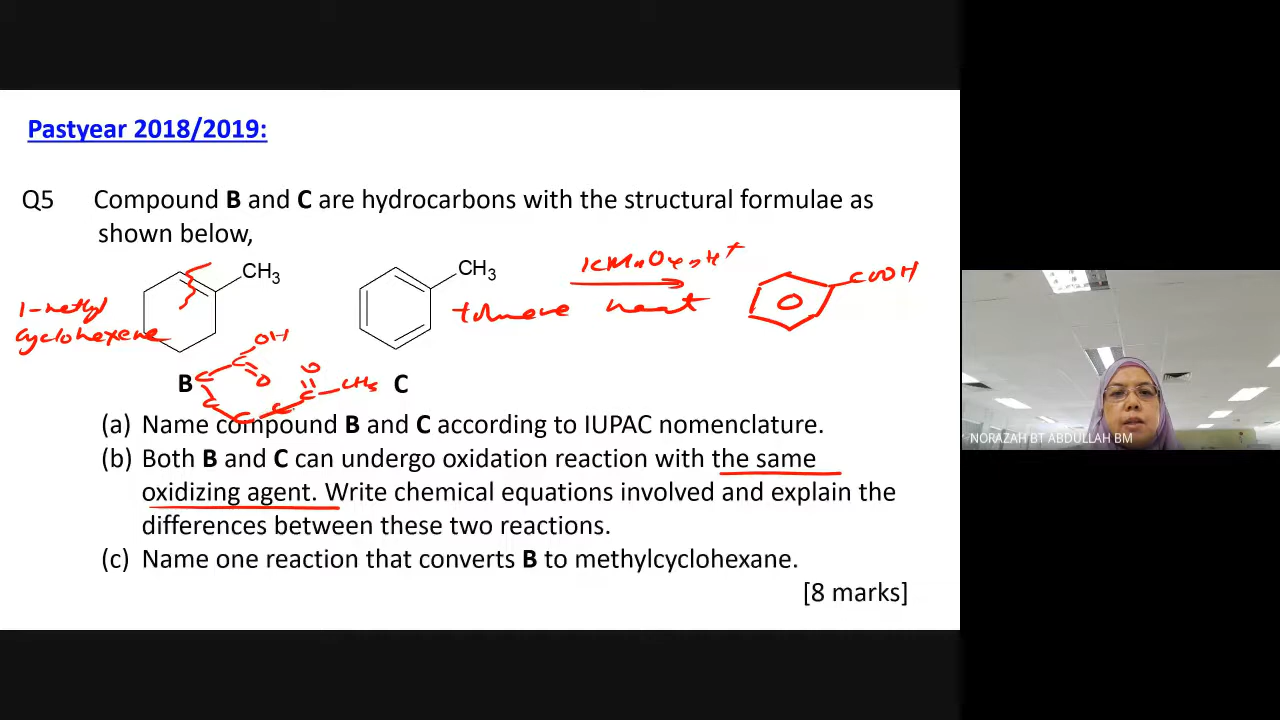 Pastyear 2018/2019:
Q5 Compound B and C are hydrocarbons with the structural formulae as
shown below,
CH3
CH3
KMnO4, H+
heat
COOH
1-methyl
cyclohexene
toluene
OH
C
O
O
C
CH3
C
C
C
C
B
C
(a) Name compound B and C according to IUPAC nomenclature.
(b) Both B and C can undergo oxidation reaction with the same
oxidizing agent. Write chemical equations involved and explain the
differences between these two reactions.
(c) Name one reaction that converts B to methylcyclohexane.
[8 marks]
NORAZAH BT ABDULLAH BM